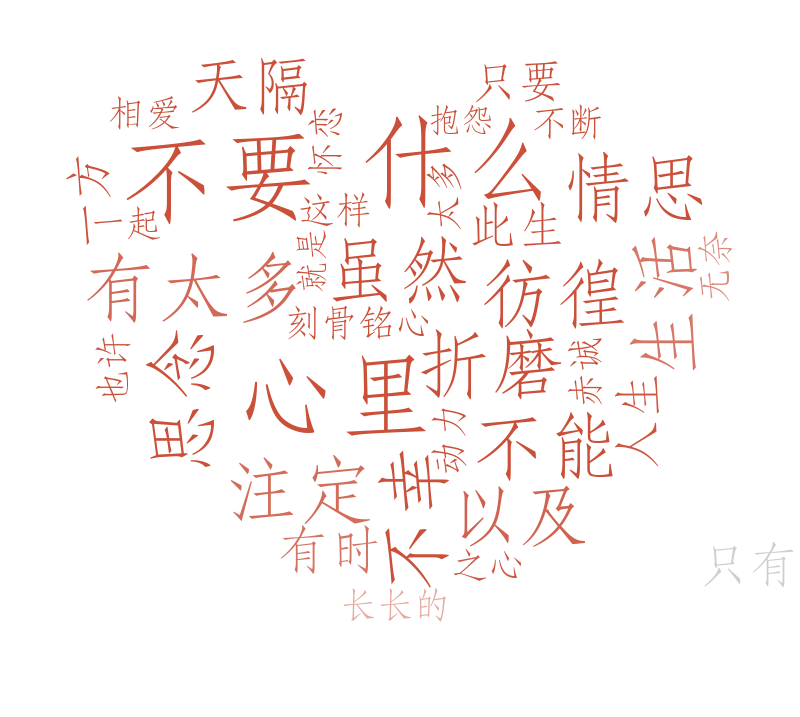 天隔
只要
相爱
怀恋
抱怨
不断
不要
什么
一方
太多
情思
一起
这样
此生
就是
虽然
生活
无奈
有太多
彷徨
刻骨铭心
也许
思念
折磨
赤诚
心里
动力
人生
不能
注定
不幸
以及
有时
之心
只有
长长的